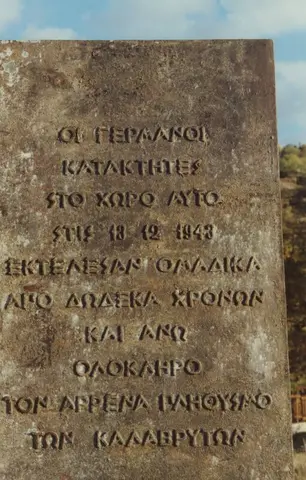 ΟΙ ΓΕΡΜΑΝΟΙ
ΚΑΤΑΚΤΗΤΕΣ
ΣΤΟ ΧΩΡΟ ΑΥΤΟ
ΣΤΙΣ 13 12 1943
ΕΚΤΕΛΕΣΑΝ ΟΜΑΔΙΚΑ
ΑΠΟ ΔΩΔΕΚΑ ΧΡΟΝΩΝ
ΚΑΙ ΑΝΩ
ΟΛΟΚΛΗΡΟ
ΤΟΝ ΑΡΡΕΝΑ ΠΛΗΘΥΣΜΟ
ΤΩΝ ΚΑΛΑΒΡΥΤΩΝ